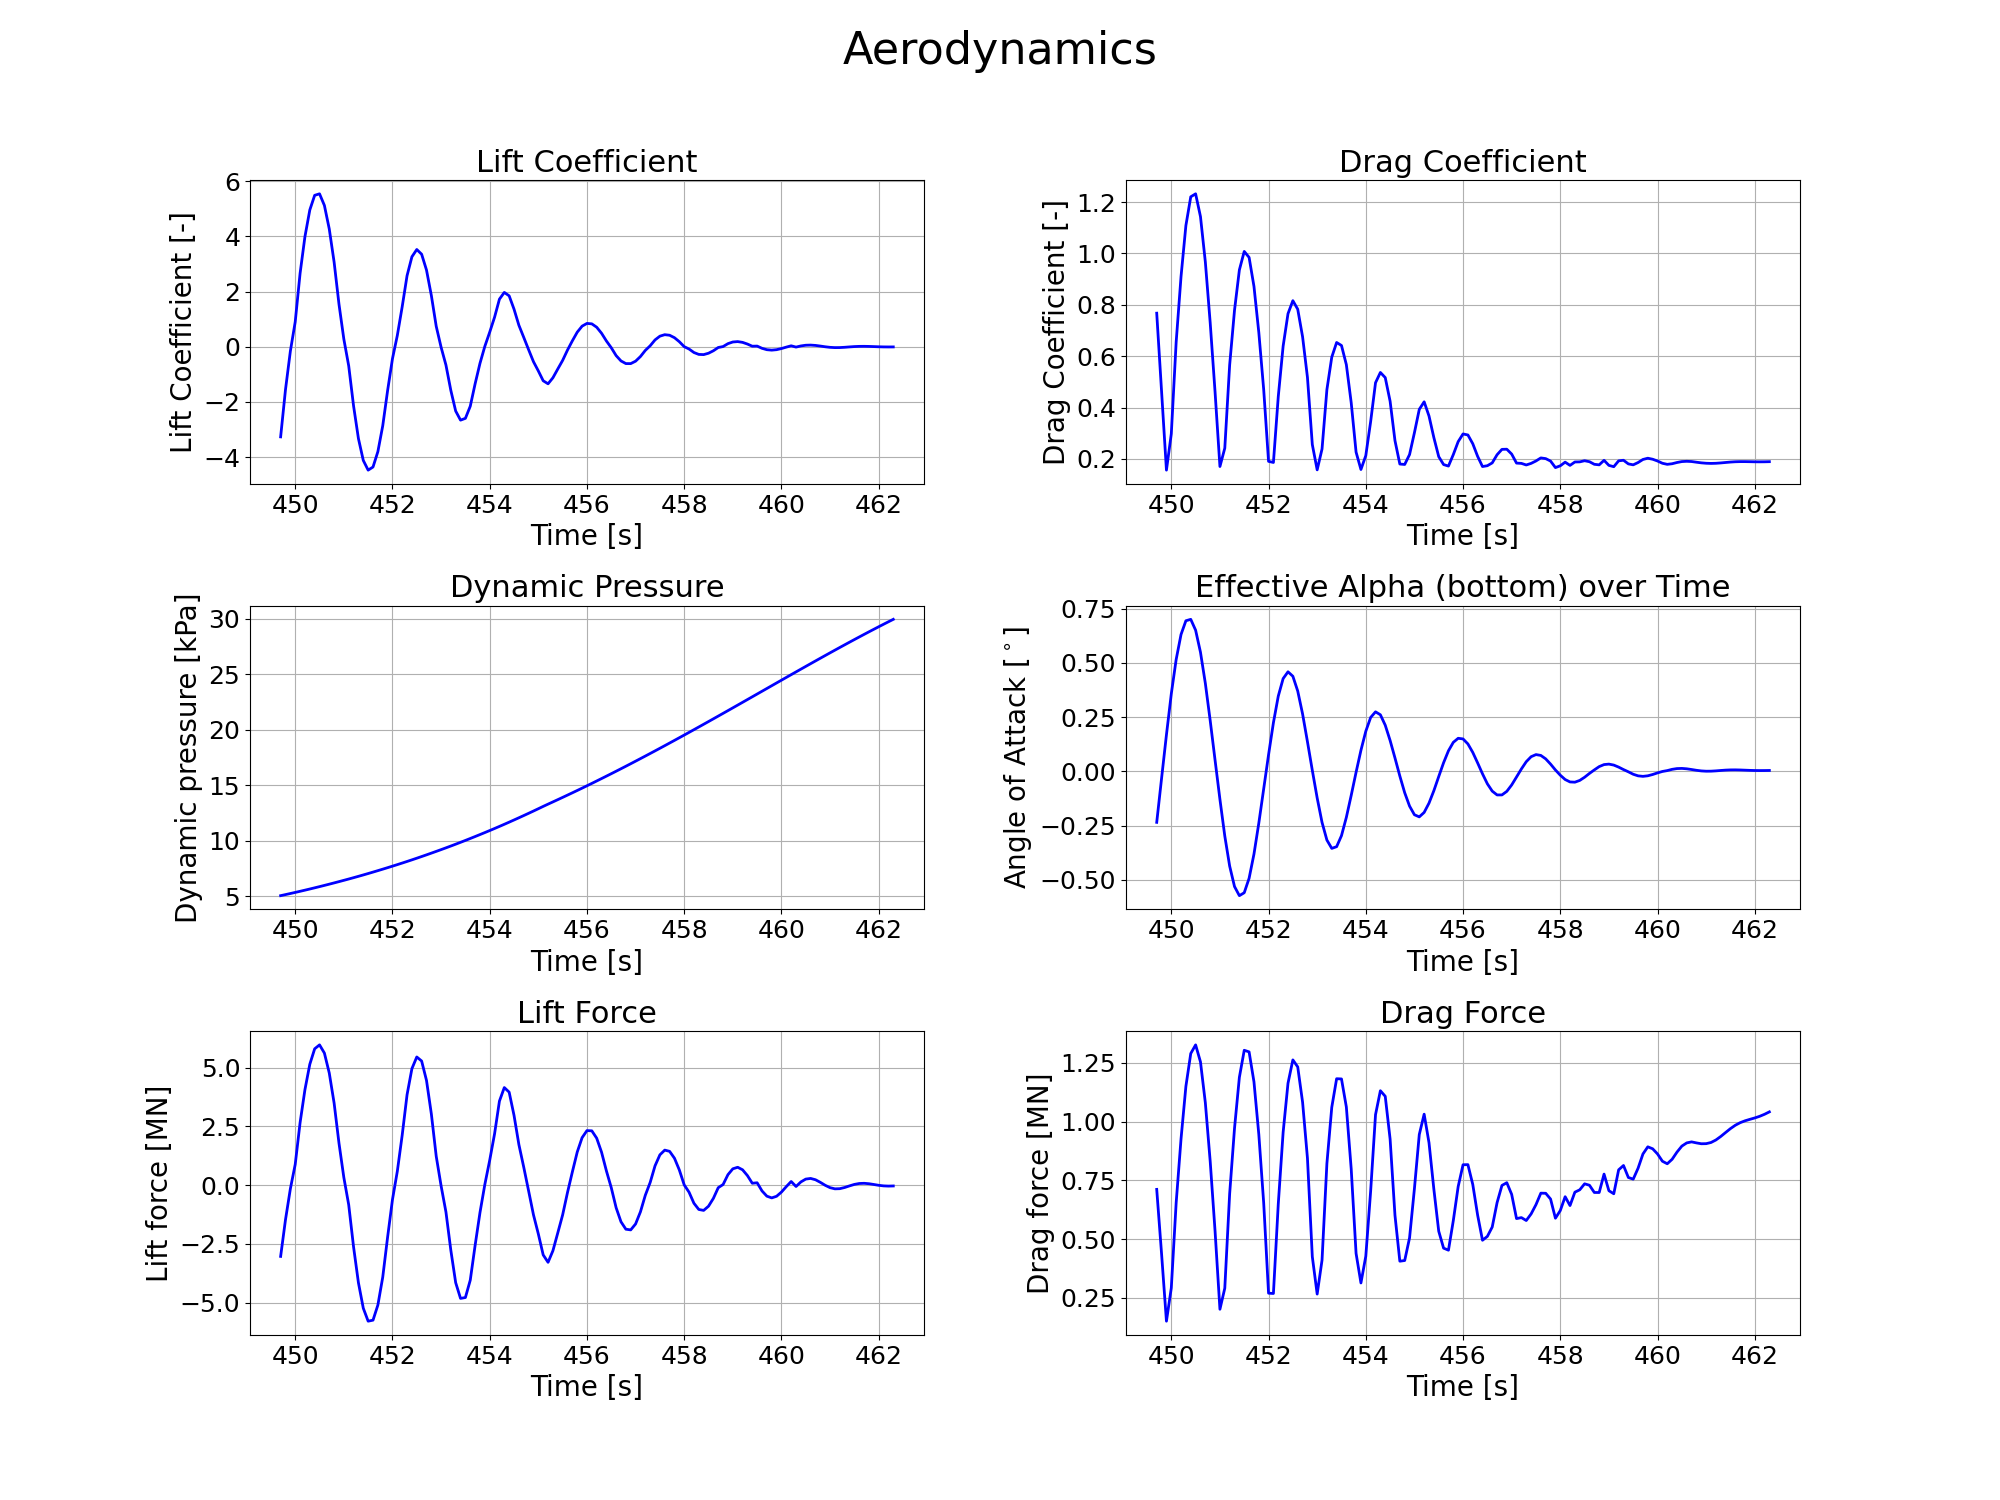 Aerodynamics
Lift Coefficient
Lift Coefficient [-]
6
4
2
0
−2
−4
450 452 454 456 458 460 462
Time [s]
Drag Coefficient
Drag Coefficient [-]
1.2
1.0
0.8
0.6
0.4
0.2
450 452 454 456 458 460 462
Time [s]
Dynamic Pressure
Dynamic pressure [kPa]
30
25
20
15
10
5
450 452 454 456 458 460 462
Time [s]
Effective Alpha (bottom) over Time
Angle of Attack [°]
0.75
0.50
0.25
0.00
−0.25
−0.50
450 452 454 456 458 460 462
Time [s]
Lift Force
Lift force [MN]
5.0
2.5
0.0
−2.5
−5.0
450 452 454 456 458 460 462
Time [s]
Drag Force
Drag force [MN]
1.25
1.00
0.75
0.50
0.25
450 452 454 456 458 460 462
Time [s]